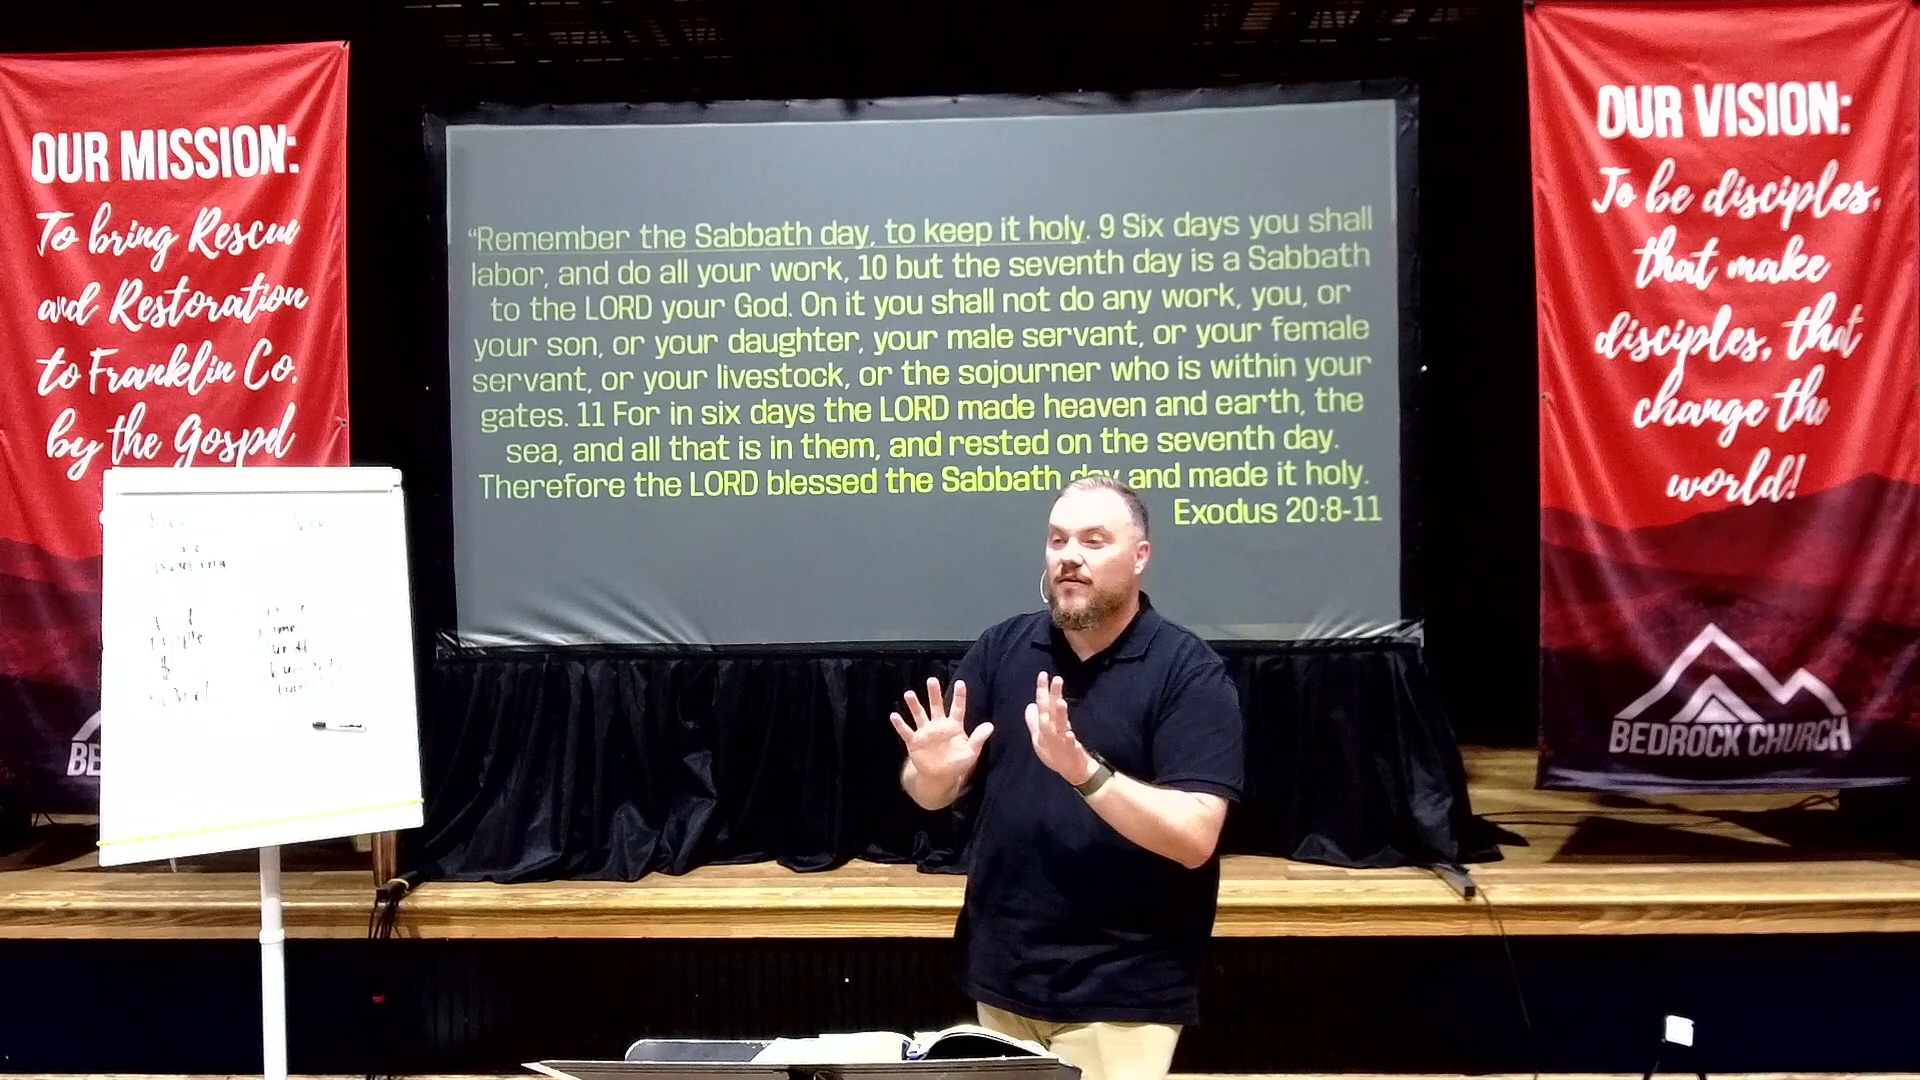 OUR MISSION:
To bring Rescue
and Restoration
to Franklin Co.
by the Gospel
BE
“Remember the Sabbath day, to keep it holy. 9 Six days you shall
labor, and do all your work, 10 but the seventh day is a Sabbath
to the LORD your God. On it you shall not do any work, you, or
your son, or your daughter, your male servant, or your female
servant, or your livestock, or the sojourner who is within your
gates. 11 For in six days the LORD made heaven and earth, the
sea, and all that is in them, and rested on the seventh day.
Therefore the LORD blessed the Sabbath day and made it holy.
Exodus 20:8-11
OUR VISION:
To be disciples,
that make
disciples, that
change the
world!
BEDROCK CHURCH
people
$
time